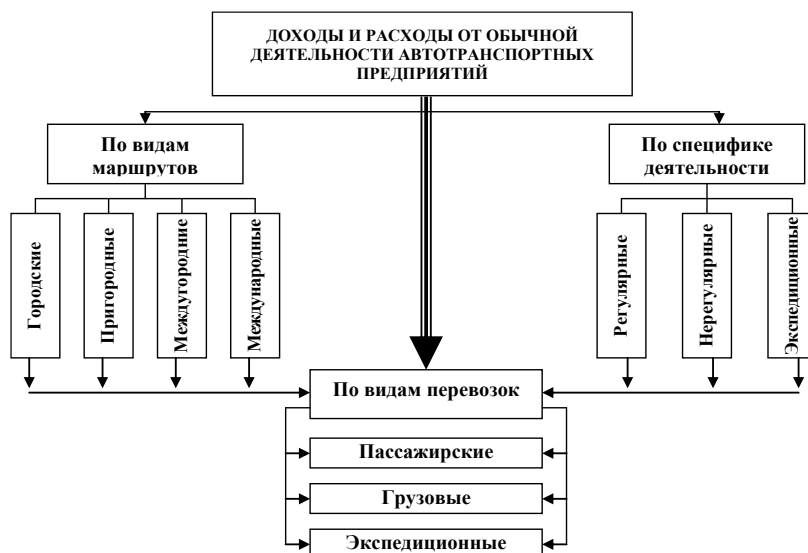 ДОХОДЫ И РАСХОДЫ ОТ ОБЫЧНОЙ
ДЕЯТЕЛЬНОСТИ АВТОТРАНСПОРТНЫХ
ПРЕДПРИЯТИЙ
По видам
маршрутов
По специфике
деятельности
Городские
Пригородные
Междугородние
Международные
Регулярные
Нерегулярные
Экспедиционные
По видам перевозок
Пассажирские
Грузовые
Экспедиционные